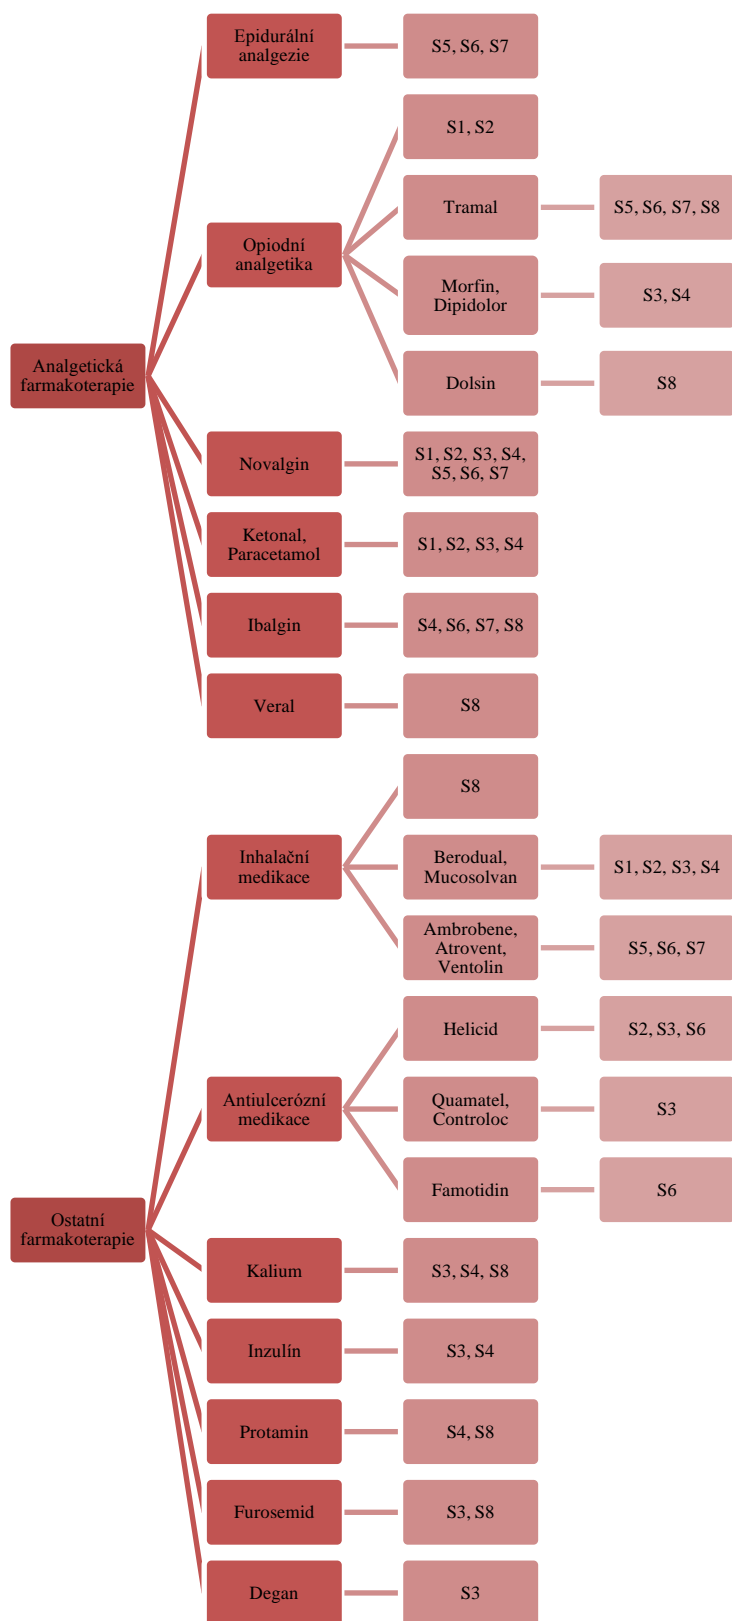 Analgetická
farmakoterapie
Epidurální
analgezie
S5, S6, S7
Opiodní
analgetika
S1, S2
Tramal
S5, S6, S7, S8
Morfin,
Dipidolor
S3, S4
Dolsin
S8
Novalgin
S1, S2, S3, S4,
S5, S6, S7
Ketonal,
Paracetamol
S1, S2, S3, S4
Ibalgin
S4, S6, S7, S8
Veral
S8
Ostatní
farmakoterapie
Inhalační
medikace
S8
Berodual,
Mucosolvan
S1, S2, S3, S4
Ambrobene,
Atrovent,
Ventolin
S5, S6, S7
Antiulcerózní
medikace
Helicid
S2, S3, S6
Quamatel,
Controloc
S3
Famotidin
S6
Kalium
S3, S4, S8
Inzulín
S3, S4
Protamin
S4, S8
Furosemid
S3, S8
Degan
S3